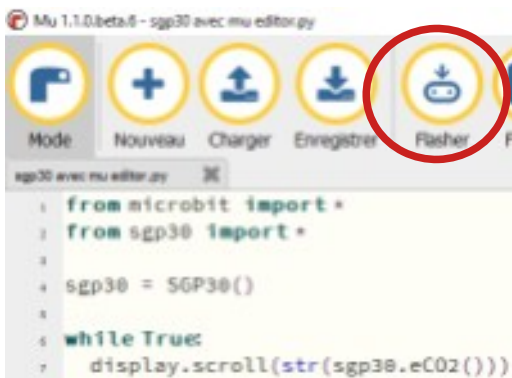 Mu 1.1.0.beta.6 - sgp30 avec mu editor.py
Mode Nouveau Charger Enregistrer Flasher F
sgp30 avec mu editor.py
1 from microbit import *
2 from sgp30 import *
3
4 sgp30 = SGP30()
5
6 while True:
7 display.scroll(str(sgp30.eCO2()))